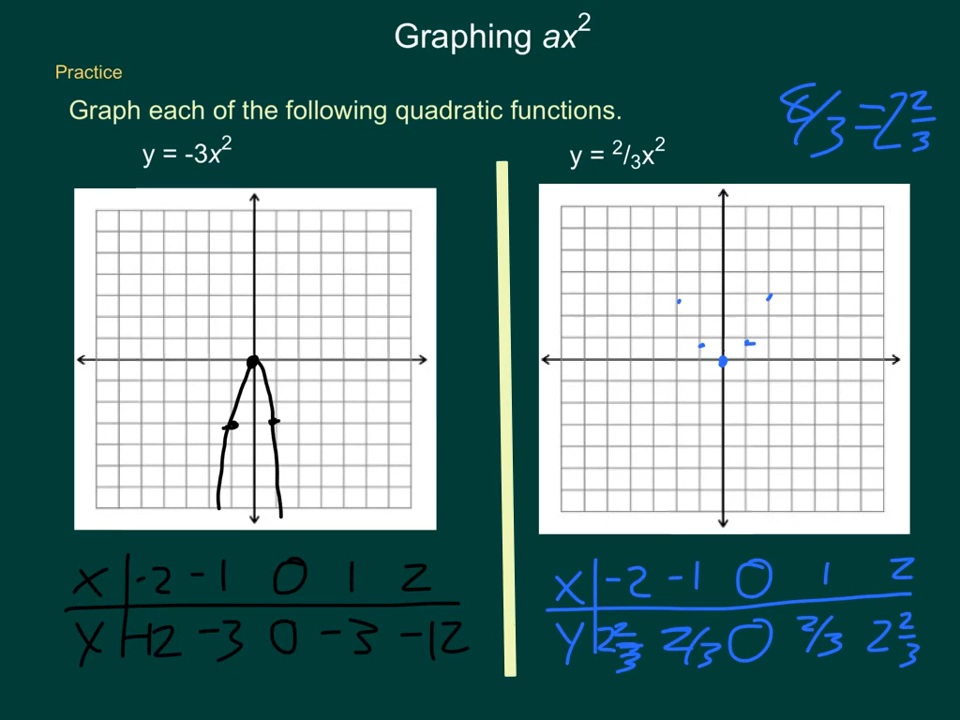 Graphing ax²
Practice
Graph each of the following quadratic functions.
8/3 = 2 2/3
y = -3x²
y = ²/₃x²
X | -2 -1 0 1 2
X | -12 -3 0 -3 -12
X | -2 -1 0 1 2
Y | 2 2/3 2/3 0 2/3 2 2/3